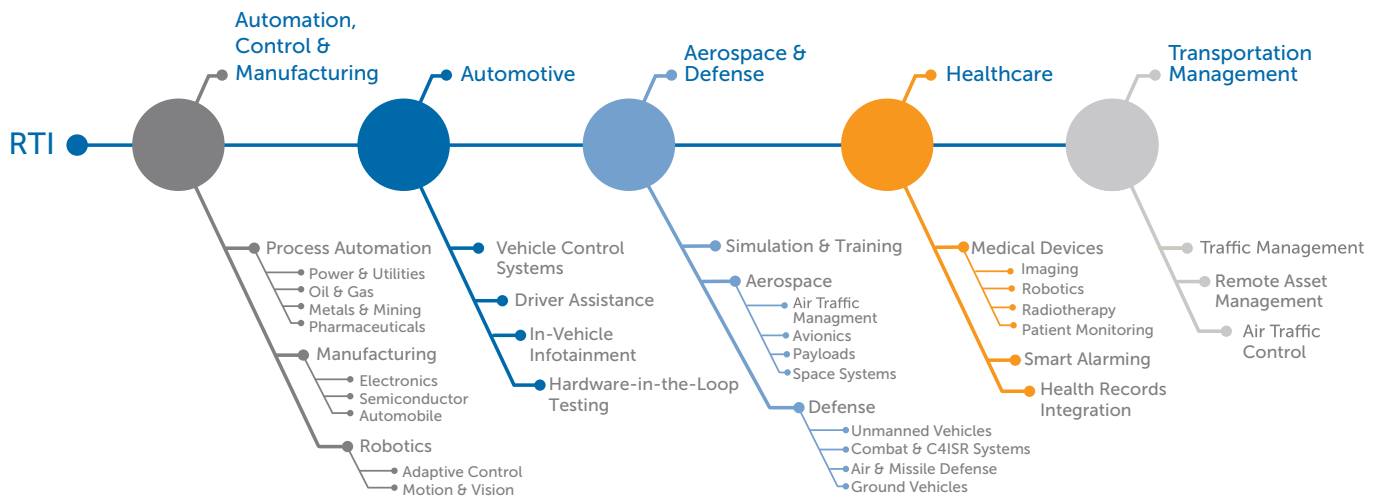 RTI
Automation,
Control &
Manufacturing
Process Automation
Power & Utilities
Oil & Gas
Metals & Mining
Pharmaceuticals
Manufacturing
Electronics
Semiconductor
Automobile
Robotics
Adaptive Control
Motion & Vision
Automotive
Vehicle Control
Systems
Driver Assistance
In-Vehicle
Infotainment
Hardware-in-the-Loop
Testing
Aerospace &
Defense
Simulation & Training
Aerospace
Air Traffic
Managment
Avionics
Payloads
Space Systems
Defense
Unmanned Vehicles
Combat & C4ISR Systems
Air & Missile Defense
Ground Vehicles
Healthcare
Medical Devices
Imaging
Robotics
Radiotherapy
Patient Monitoring
Smart Alarming
Health Records
Integration
Transportation
Management
Traffic Management
Remote Asset
Management
Air Traffic
Control